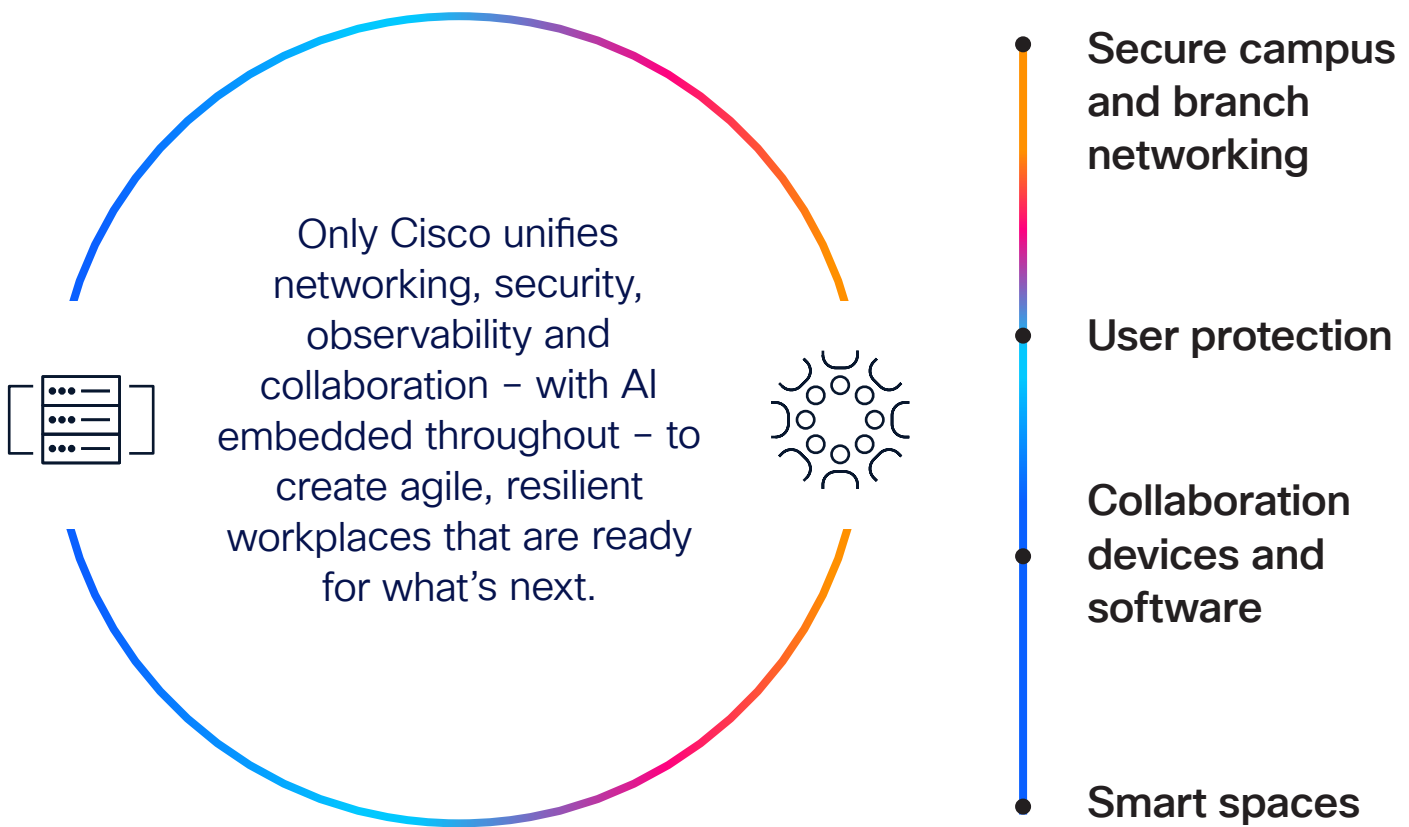 Only Cisco unifies
networking, security,
observability and
collaboration – with AI
embedded throughout – to
create agile, resilient
workplaces that are ready
for what’s next.
Secure campus
and branch
networking
User protection
Collaboration
devices and
software
Smart spaces